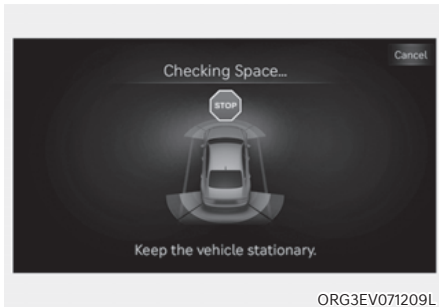 Cancel
Checking Space...
STOP
Keep the vehicle stationary.
ORG3EV071209L